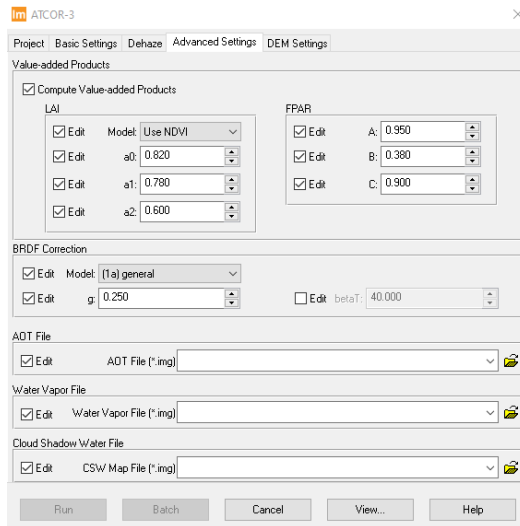 Im ATCOR-3
Project Basic Settings Dehaze Advanced Settings DEM Settings
Value-added Products
Compute Value-added Products
LAI FPAR
Edit Model: Use NDVI Edit A: 0.950
Edit a0: 0.820 Edit B: 0.380
Edit a1: 0.780 Edit C: 0.900
Edit a2: 0.600
BRDF Correction
Edit Model: (1a) general
Edit g: 0.250 Edit betaT: 40.000
AOT File
Edit AOT File (*.img)
Water Vapor File
Edit Water Vapor File (*.img)
Cloud Shadow Water File
Edit CSW Map File (*.img)
Run Batch Cancel View... Help